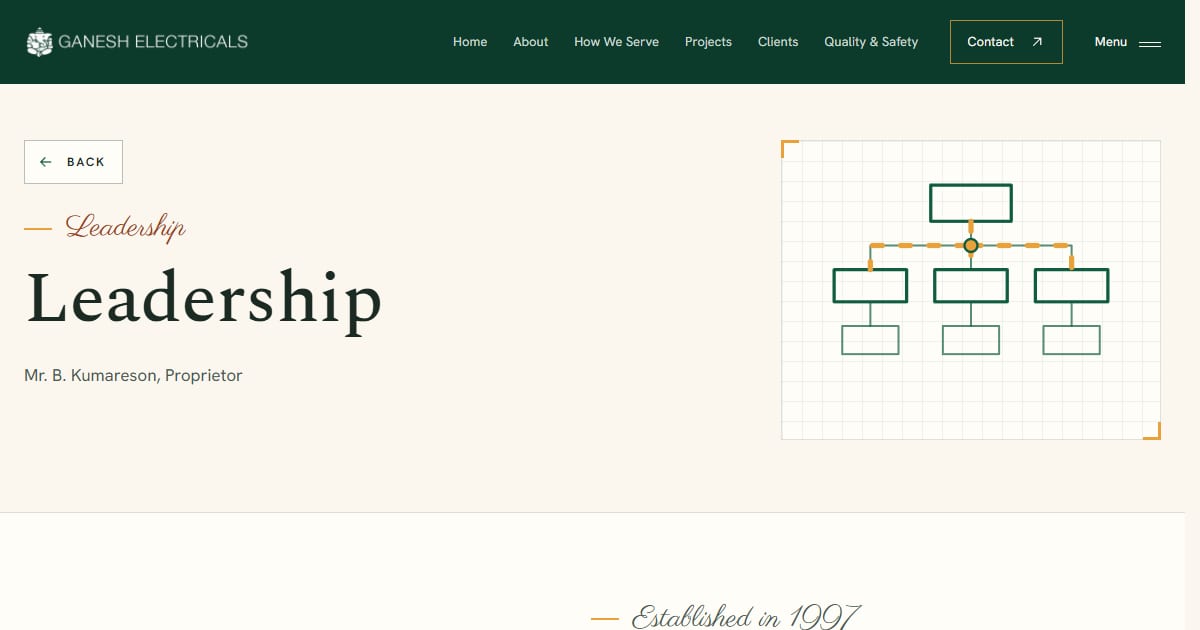 GANESH ELECTRICALS
Home About How We Serve Projects Clients Quality & Safety Contact Menu
BACK
Leadership
Leadership
Mr. B. Kumareson, Proprietor
Established in 1997